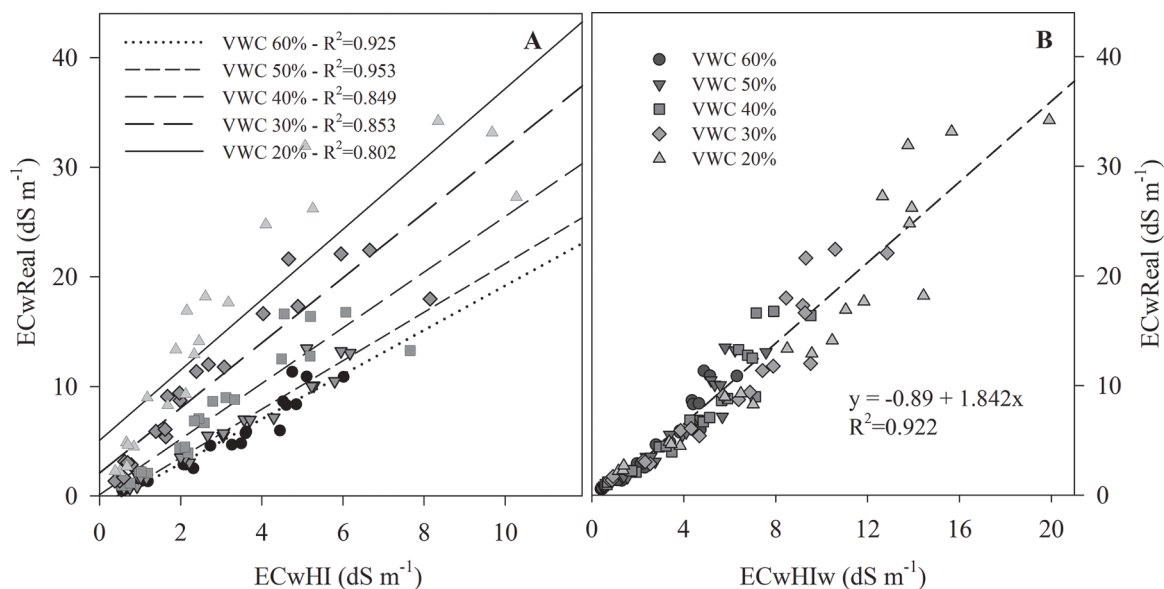 A
VWC 60% - R²=0.925
VWC 50% - R²=0.953
VWC 40% - R²=0.849
VWC 30% - R²=0.853
VWC 20% - R²=0.802
40
30
20
10
0
ECwReal (dS m⁻¹)
0 2 4 6 8 10
ECwHI (dS m⁻¹)
B
VWC 60%
VWC 50%
VWC 40%
VWC 30%
VWC 20%
y = -0.89 + 1.842x
R²=0.922
40
30
20
10
0
ECwReal (dS m⁻¹)
0 4 8 12 16 20
ECwHIw (dS m⁻¹)